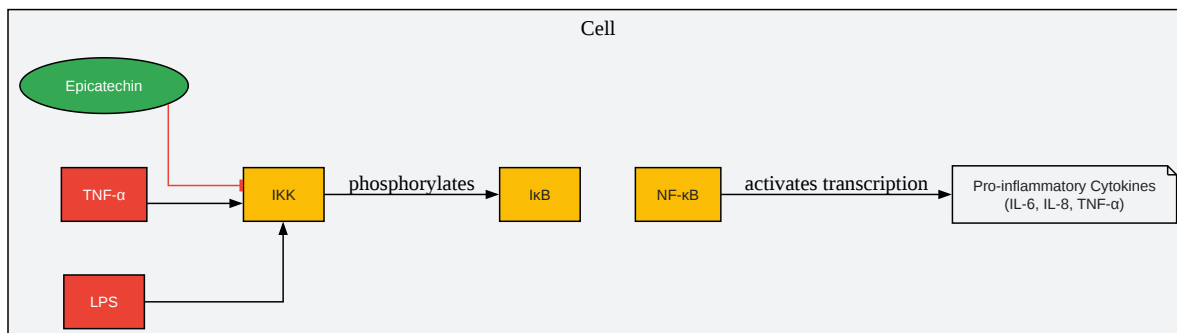 Cell
Epicatechin
TNF-α
IKK
phosphorylates
IκB
NF-κB
activates transcription
Pro-inflammatory Cytokines
(IL-6, IL-8, TNF-α)
LPS